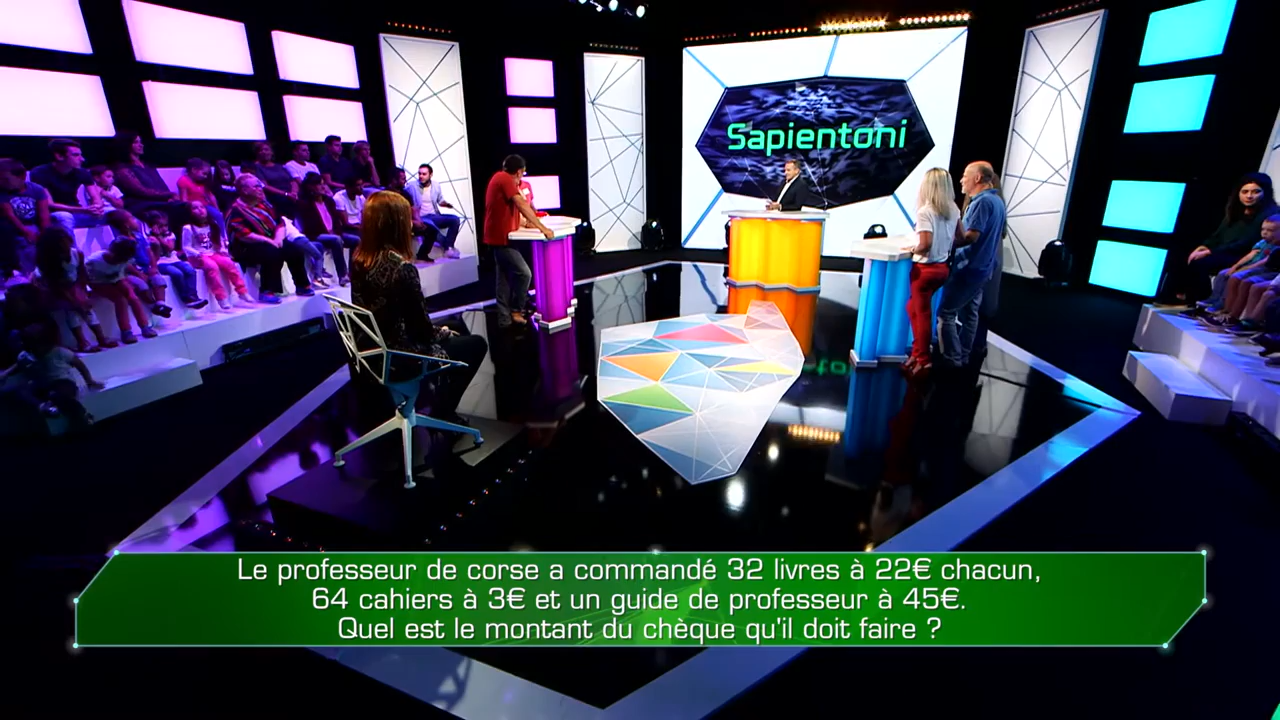 Sapientoni
Le professeur de corse a commandé 32 livres à 22€ chacun,
64 cahiers à 3€ et un guide de professeur à 45€.
Quel est le montant du chèque qu'il doit faire ?